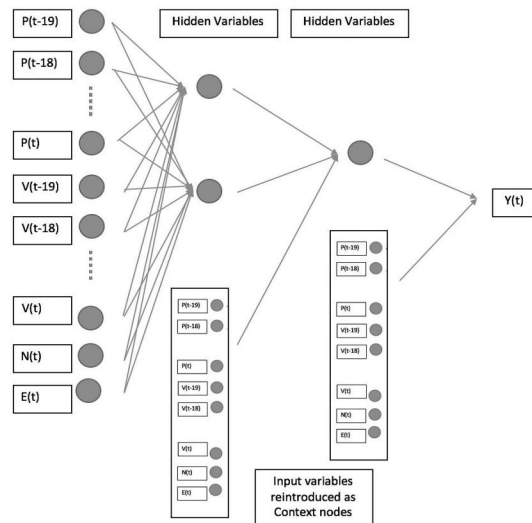 Hidden Variables
Hidden Variables
P(t-19)
P(t-18)
P(t)
V(t-19)
V(t-18)
V(t)
N(t)
E(t)
Y(t)
P(t-19)
P(t-18)
P(t)
V(t-19)
V(t-18)
V(t)
N(t)
E(t)
P(t-19)
P(t-18)
P(t)
V(t-19)
V(t-18)
V(t)
N(t)
E(t)
Input variables
reintroduced as
Context nodes